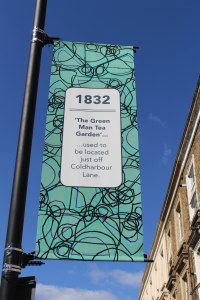 1832
'The Green
Man Tea
Garden'...
...used to
be located
just off
Coldharbour
Lane.